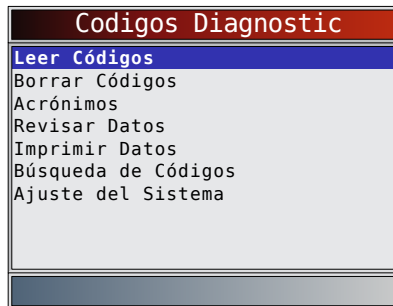 Codigos Diagnostic
Leer Códigos
Borrar Códigos
Acrónimos
Revisar Datos
Imprimir Datos
Búsqueda de Códigos
Ajuste del Sistema